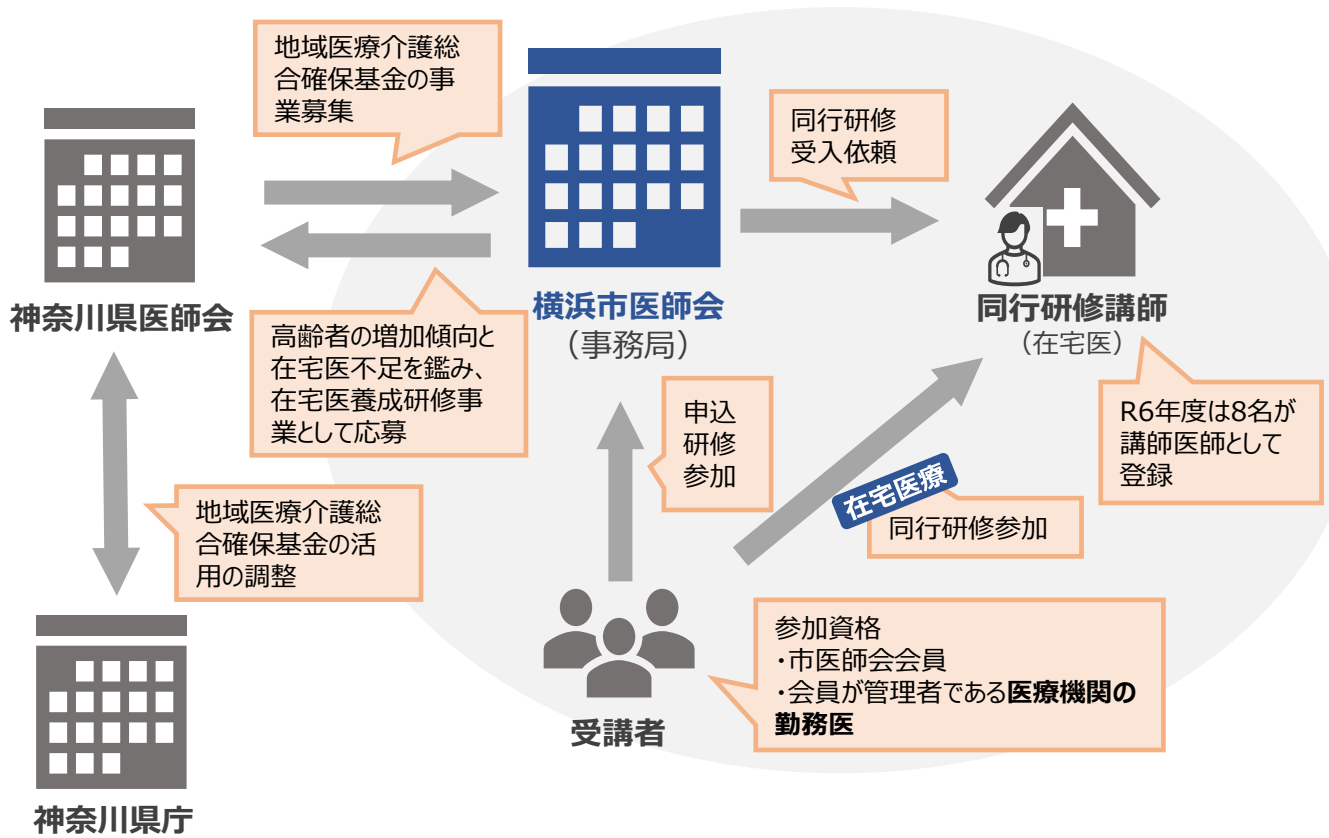 地域医療介護総
合確保基金の事
業募集
同行研修
受入依頼
神奈川県医師会
横浜市医師会
（事務局）
同行研修講師
（在宅医）
高齢者の増加傾向と
在宅医不足を鑑み、
在宅医養成研修事
業として応募
申込
研修
参加
R6年度は8名が
講師医師として
登録
在宅医療
同行研修参加
地域医療介護総
合確保基金の活
用の調整
参加資格
・市医師会会員
・会員が管理者である医療機関の
勤務医
受講者
神奈川県庁